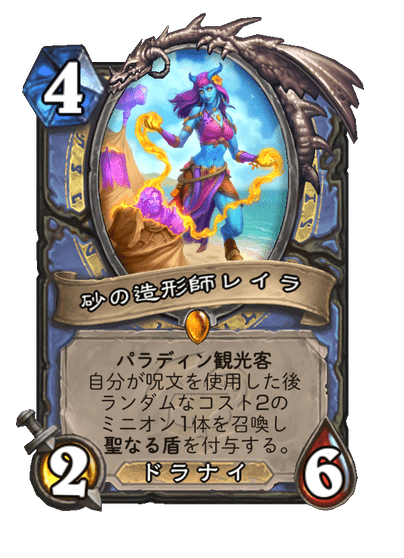 4
砂の造形師レイラ
パラディン観光客
自分が呪文を使用した後
ランダムなコスト2の
ミニオン1体を召喚し
聖なる盾を付与する。
2
ドラナイ
6